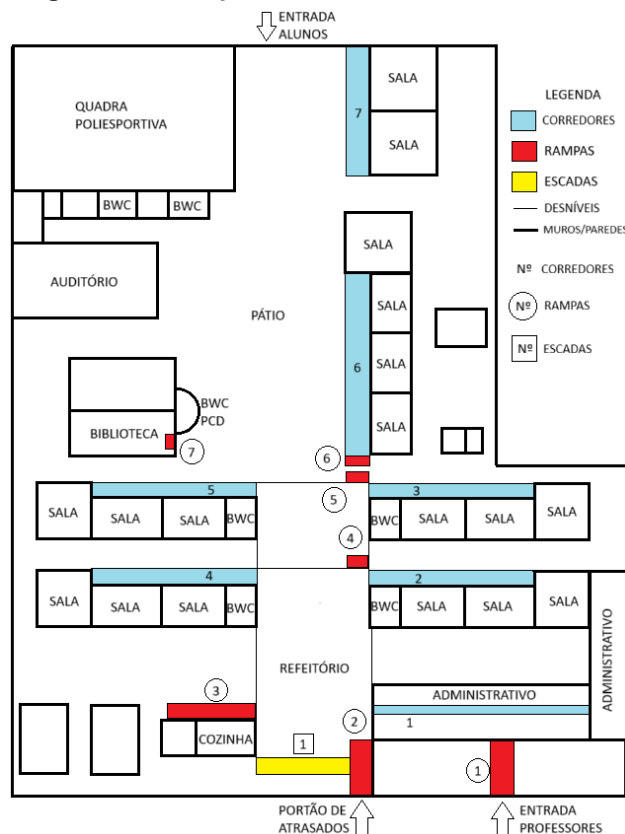 ENTRADA
ALUNOS
QUADRA
POLIESPORTIVA
7
SALA
SALA
LEGENDA
CORREDORES
RAMPAS
ESCADAS
DESNÍVEIS
MUROS/PAREDES
Nº CORREDORES
Nº RAMPAS
Nº ESCADAS
BWC
BWC
AUDITÓRIO
SALA
PÁTIO
SALA
6
SALA
SALA
BWC
PCD
BIBLIOTECA
7
6
5
5
3
SALA
SALA
SALA
BWC
4
BWC
SALA
SALA
SALA
4
2
SALA
SALA
SALA
BWC
BWC
SALA
SALA
SALA
ADMINISTRATIVO
REFEITÓRIO
3
ADMINISTRATIVO
1
2
COZINHA
1
1
PORTÃO DE
ATRASADOS
ENTRADA
PROFESSORES